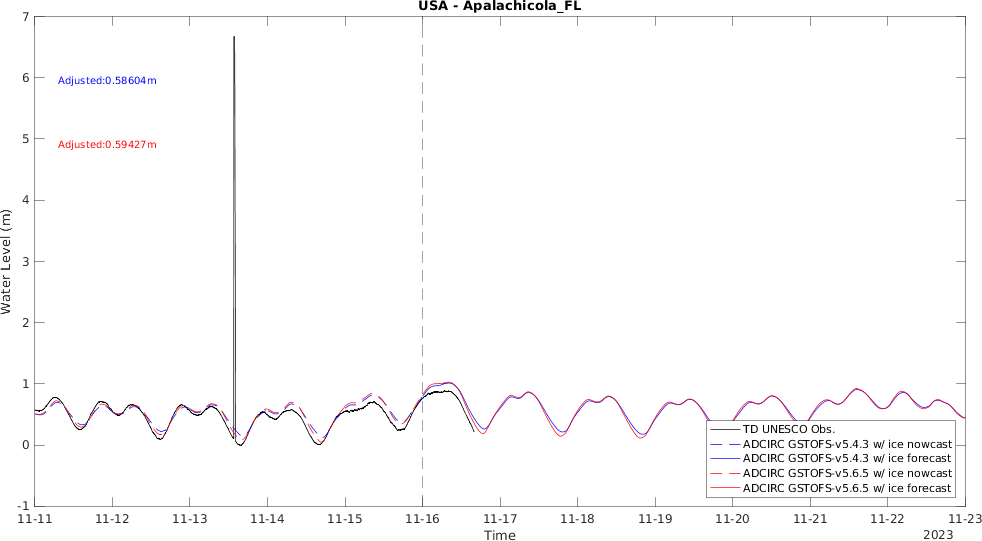 USA - Apalachicola_FL
7
6
5
4
3
2
1
0
-1
Water Level (m)
Adjusted:0.58604m
Adjusted:0.59427m
TD UNESCO Obs.
ADCIRC GSTOFS-v5.4.3 w/ ice nowcast
ADCIRC GSTOFS-v5.4.3 w/ ice forecast
ADCIRC GSTOFS-v5.6.5 w/ ice nowcast
ADCIRC GSTOFS-v5.6.5 w/ ice forecast
11-11 11-12 11-13 11-14 11-15 11-16 11-17 11-18 11-19 11-20 11-21 11-22 11-23
Time
2023